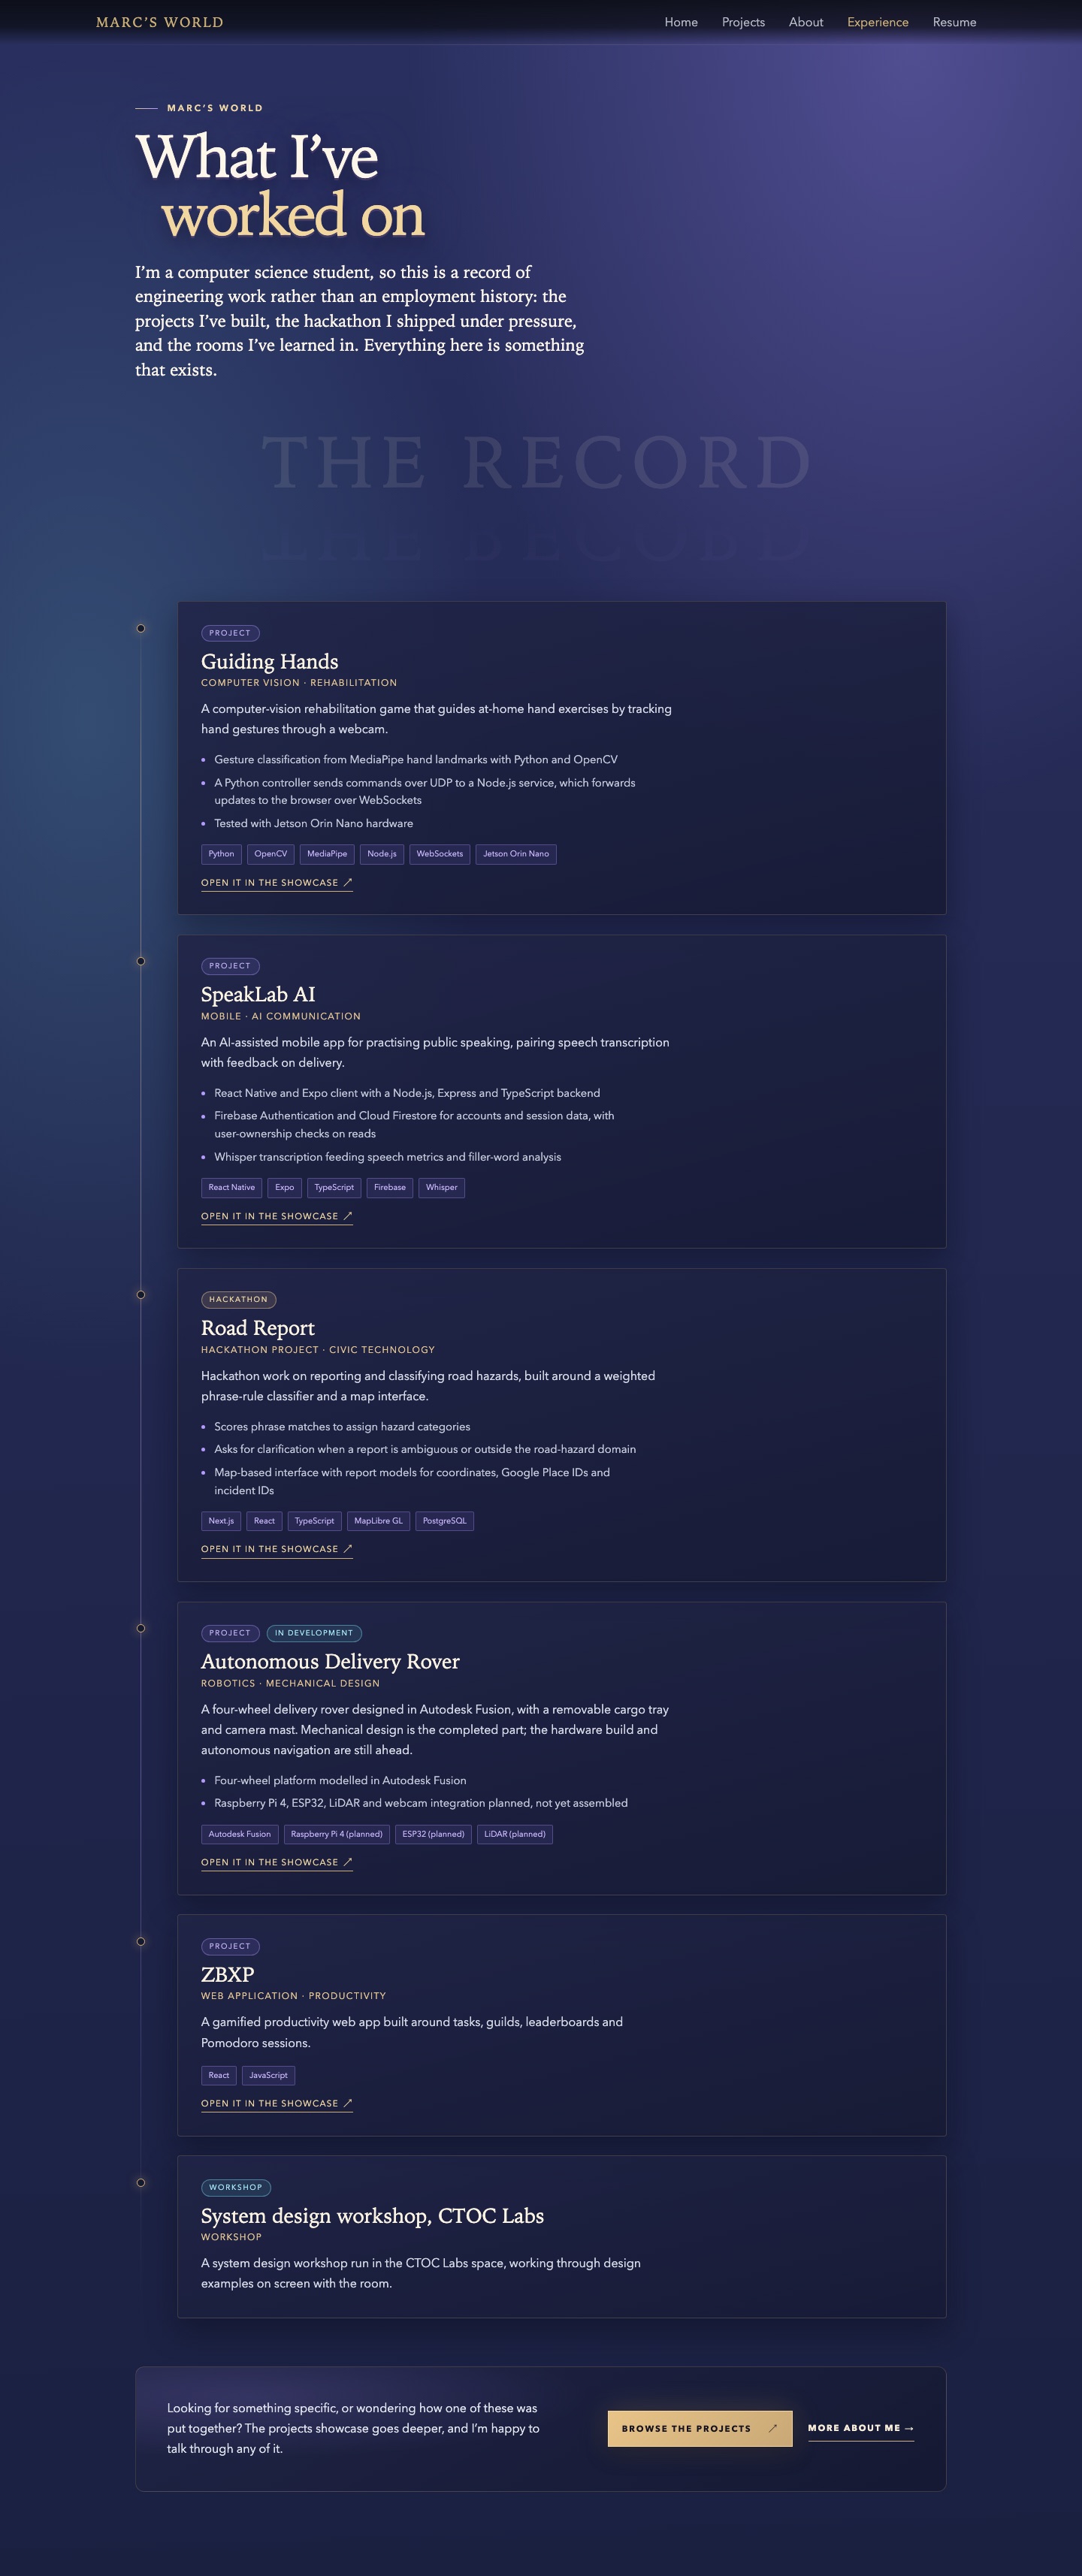 MARC’S WORLD
Home Projects About Experience Resume
MARC’S WORLD
What I’ve
worked on
I’m a computer science student, so this is a record of
engineering work rather than an employment history: the
projects I’ve built, the hackathon I shipped under pressure,
and the rooms I’ve learned in. Everything here is something
that exists.
THE RECORD
PROJECT
Guiding Hands
COMPUTER VISION · REHABILITATION
A computer-vision rehabilitation game that guides at-home hand exercises by tracking
hand gestures through a webcam.
• Gesture classification from MediaPipe hand landmarks with Python and OpenCV
• A Python controller sends commands over UDP to a Node.js service, which forwards
updates to the browser over WebSockets
• Tested with Jetson Orin Nano hardware
Python OpenCV MediaPipe Node.js WebSockets Jetson Orin Nano
OPEN IT IN THE SHOWCASE ↗
PROJECT
SpeakLab AI
MOBILE · AI COMMUNICATION
An AI-assisted mobile app for practising public speaking, pairing speech transcription
with feedback on delivery.
• React Native and Expo client with a Node.js, Express and TypeScript backend
• Firebase Authentication and Cloud Firestore for accounts and session data, with
user-ownership checks on reads
• Whisper transcription feeding speech metrics and filler-word analysis
React Native Expo TypeScript Firebase Whisper
OPEN IT IN THE SHOWCASE ↗
HACKATHON
Road Report
HACKATHON PROJECT · CIVIC TECHNOLOGY
Hackathon work on reporting and classifying road hazards, built around a weighted
phrase-rule classifier and a map interface.
• Scores phrase matches to assign hazard categories
• Asks for clarification when a report is ambiguous or outside the road-hazard domain
• Map-based interface with report models for coordinates, Google Place IDs and
incident IDs
Next.js React TypeScript MapLibre GL PostgreSQL
OPEN IT IN THE SHOWCASE ↗
PROJECT IN DEVELOPMENT
Autonomous Delivery Rover
ROBOTICS · MECHANICAL DESIGN
A four-wheel delivery rover designed in Autodesk Fusion, with a removable cargo tray
and camera mast. Mechanical design is the completed part; the hardware build and
autonomous navigation are still ahead.
• Four-wheel platform modelled in Autodesk Fusion
• Raspberry Pi 4, ESP32, LiDAR and webcam integration planned, not yet assembled
Autodesk Fusion Raspberry Pi 4 (planned) ESP32 (planned) LiDAR (planned)
OPEN IT IN THE SHOWCASE ↗
PROJECT
ZBXP
WEB APPLICATION · PRODUCTIVITY
A gamified productivity web app built around tasks, guilds, leaderboards and
Pomodoro sessions.
React JavaScript
OPEN IT IN THE SHOWCASE ↗
WORKSHOP
System design workshop, CTOC Labs
WORKSHOP
A system design workshop run in the CTOC Labs space, working through design
examples on screen with the room.
Looking for something specific, or wondering how one of these was
put together? The projects showcase goes deeper, and I’m happy to
talk through any of it.
BROWSE THE PROJECTS ↗
MORE ABOUT ME →